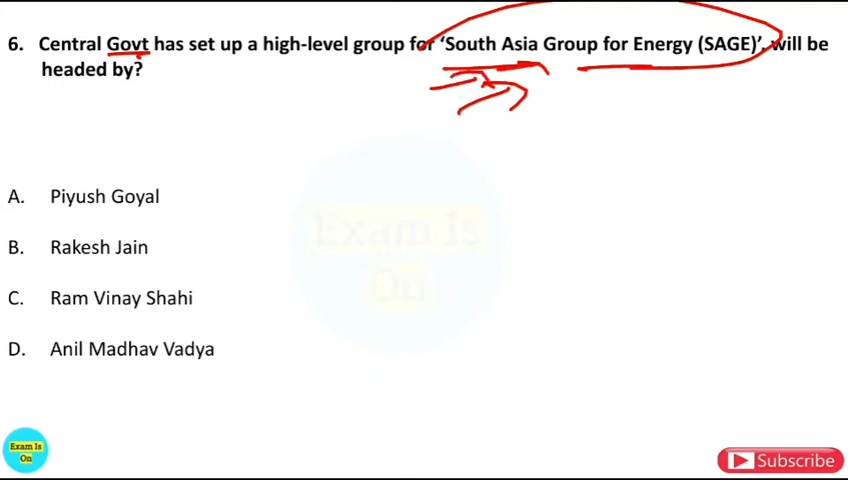 6. Central Govt has set up a high-level group for 'South Asia Group for Energy (SAGE)', will be
headed by?
A. Piyush Goyal
B. Rakesh Jain
C. Ram Vinay Shahi
D. Anil Madhav Vadya
Exam Is
On
Exam Is
On
Subscribe